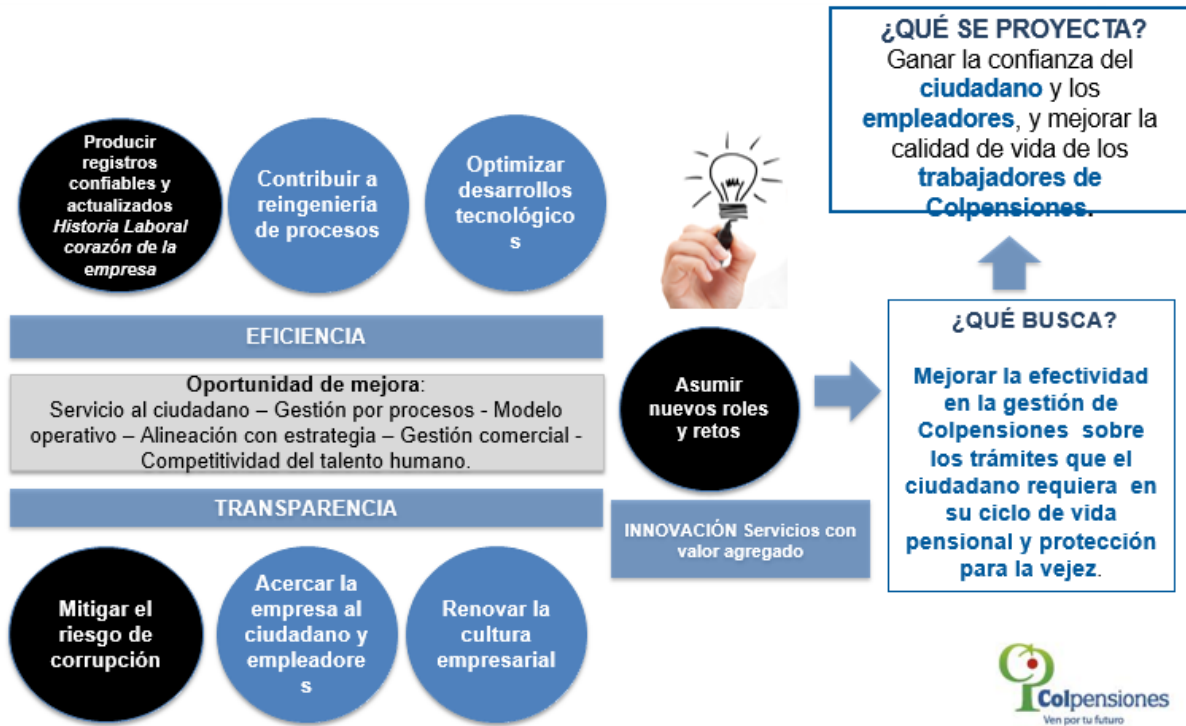 ¿QUÉ SE PROYECTA?
Ganar la confianza del
ciudadano y los
empleadores, y mejorar la
calidad de vida de los
trabajadores de
Colpensiones.
Producir
registros
confiables y
actualizados
Historia Laboral
corazón de la
empresa
Contribuir a
reingeniería
de procesos
Optimizar
desarrollos
tecnológico
s
EFICIENCIA
Oportunidad de mejora:
Servicio al ciudadano – Gestión por procesos - Modelo
operativo – Alineación con estrategia – Gestión comercial -
Competitividad del talento humano.
TRANSPARENCIA
Mitigar el
riesgo de
corrupción
Acercar la
empresa al
ciudadano y
empleadore
s
Renovar la
cultura
empresarial
Asumir
nuevos roles
y retos
INNOVACIÓN Servicios con
valor agregado
¿QUÉ BUSCA?
Mejorar la efectividad
en la gestión de
Colpensiones sobre
los trámites que el
ciudadano requiera en
su ciclo de vida
pensional y protección
para la vejez.
Colpensiones
Ven por tu futuro